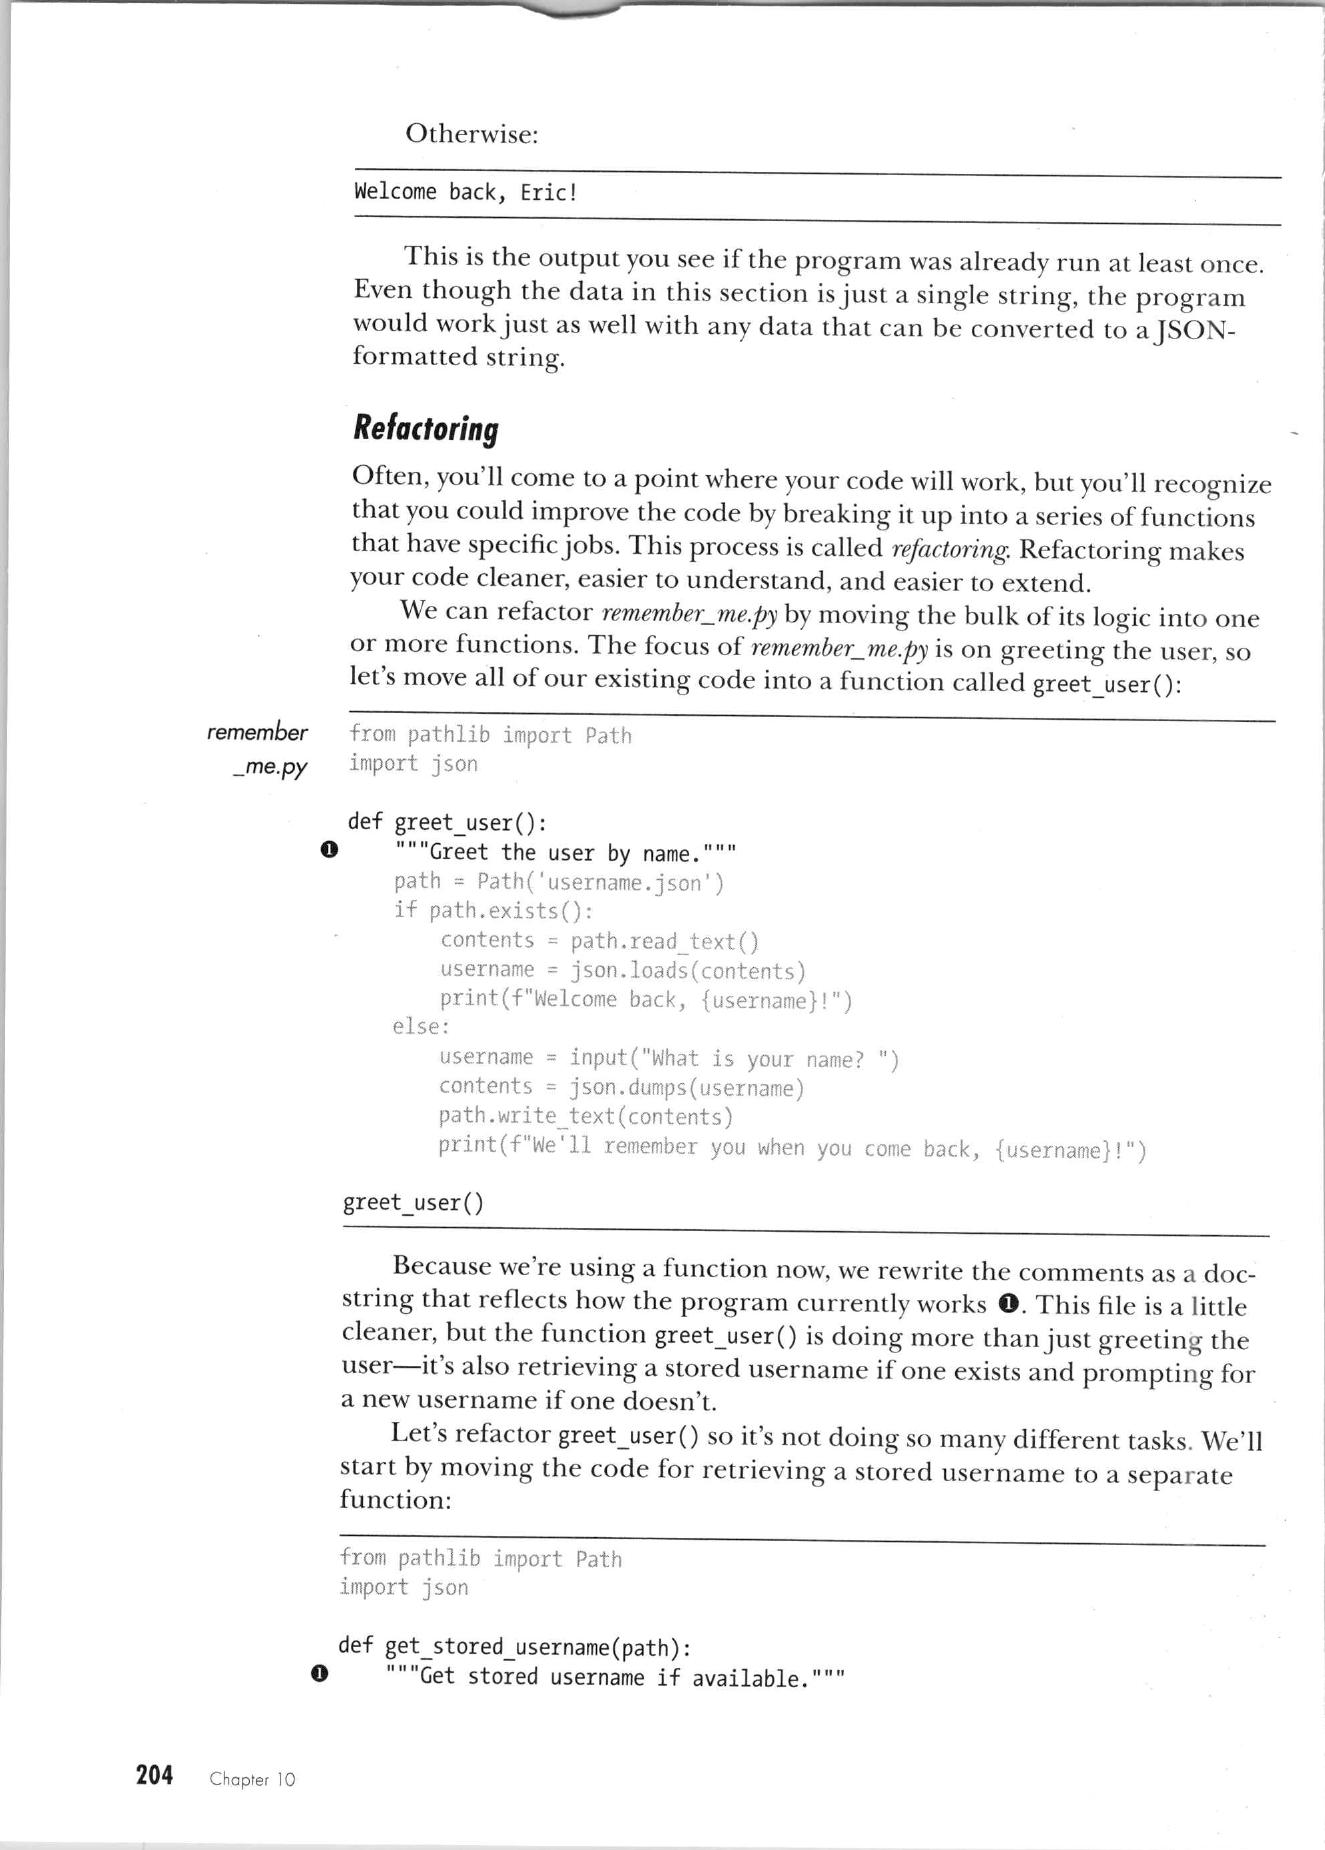 Otherwise:
Welcome back, Eric!
This is the output you see if the program was already run at least once.
Even though the data in this section is just a single string, the program
would work just as well with any data that can be converted to a JSON-
formatted string.
Refactoring
Often, you'll come to a point where your code will work, but you'll recognize
that you could improve the code by breaking it up into a series of functions
that have specific jobs. This process is called refactoring. Refactoring makes
your code cleaner, easier to understand, and easier to extend.
We can refactor remember_me.py by moving the bulk of its logic into one
or more functions. The focus of remember_me.py is on greeting the user, so
let's move all of our existing code into a function called greet_user():
remember
_me.py
from pathlib import Path
import json
def greet_user():
❶ """Greet the user by name."""
path = Path('username.json')
if path.exists():
contents = path.read_text()
username = json.loads(contents)
print(f"Welcome back, {username}!")
else:
username = input("What is your name? ")
contents = json.dumps(username)
path.write_text(contents)
print(f"We'll remember you when you come back, {username}!")
greet_user()
Because we're using a function now, we rewrite the comments as a doc-
string that reflects how the program currently works ❶. This file is a little
cleaner, but the function greet_user() is doing more than just greeting the
user—it's also retrieving a stored username if one exists and prompting for
a new username if one doesn't.
Let's refactor greet_user() so it's not doing so many different tasks. We'll
start by moving the code for retrieving a stored username to a separate
function:
from pathlib import Path
import json
def get_stored_username(path):
❶ """Get stored username if available."""
204 Chapter 10